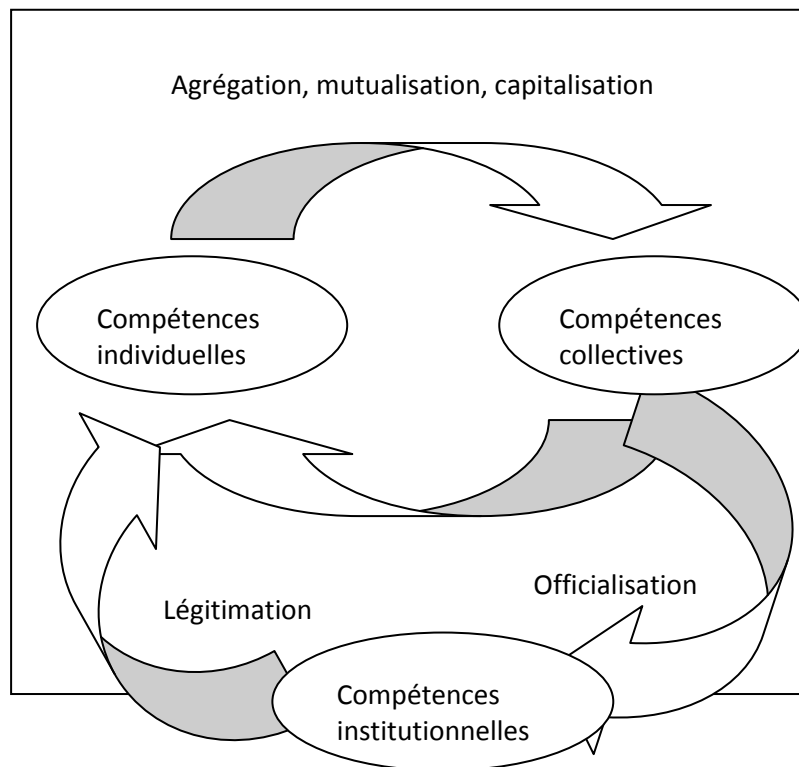 Agrégation, mutualisation, capitalisation
Compétences
individuelles
Compétences
collectives
Officialisation
Légitimation
Compétences
institutionnelles